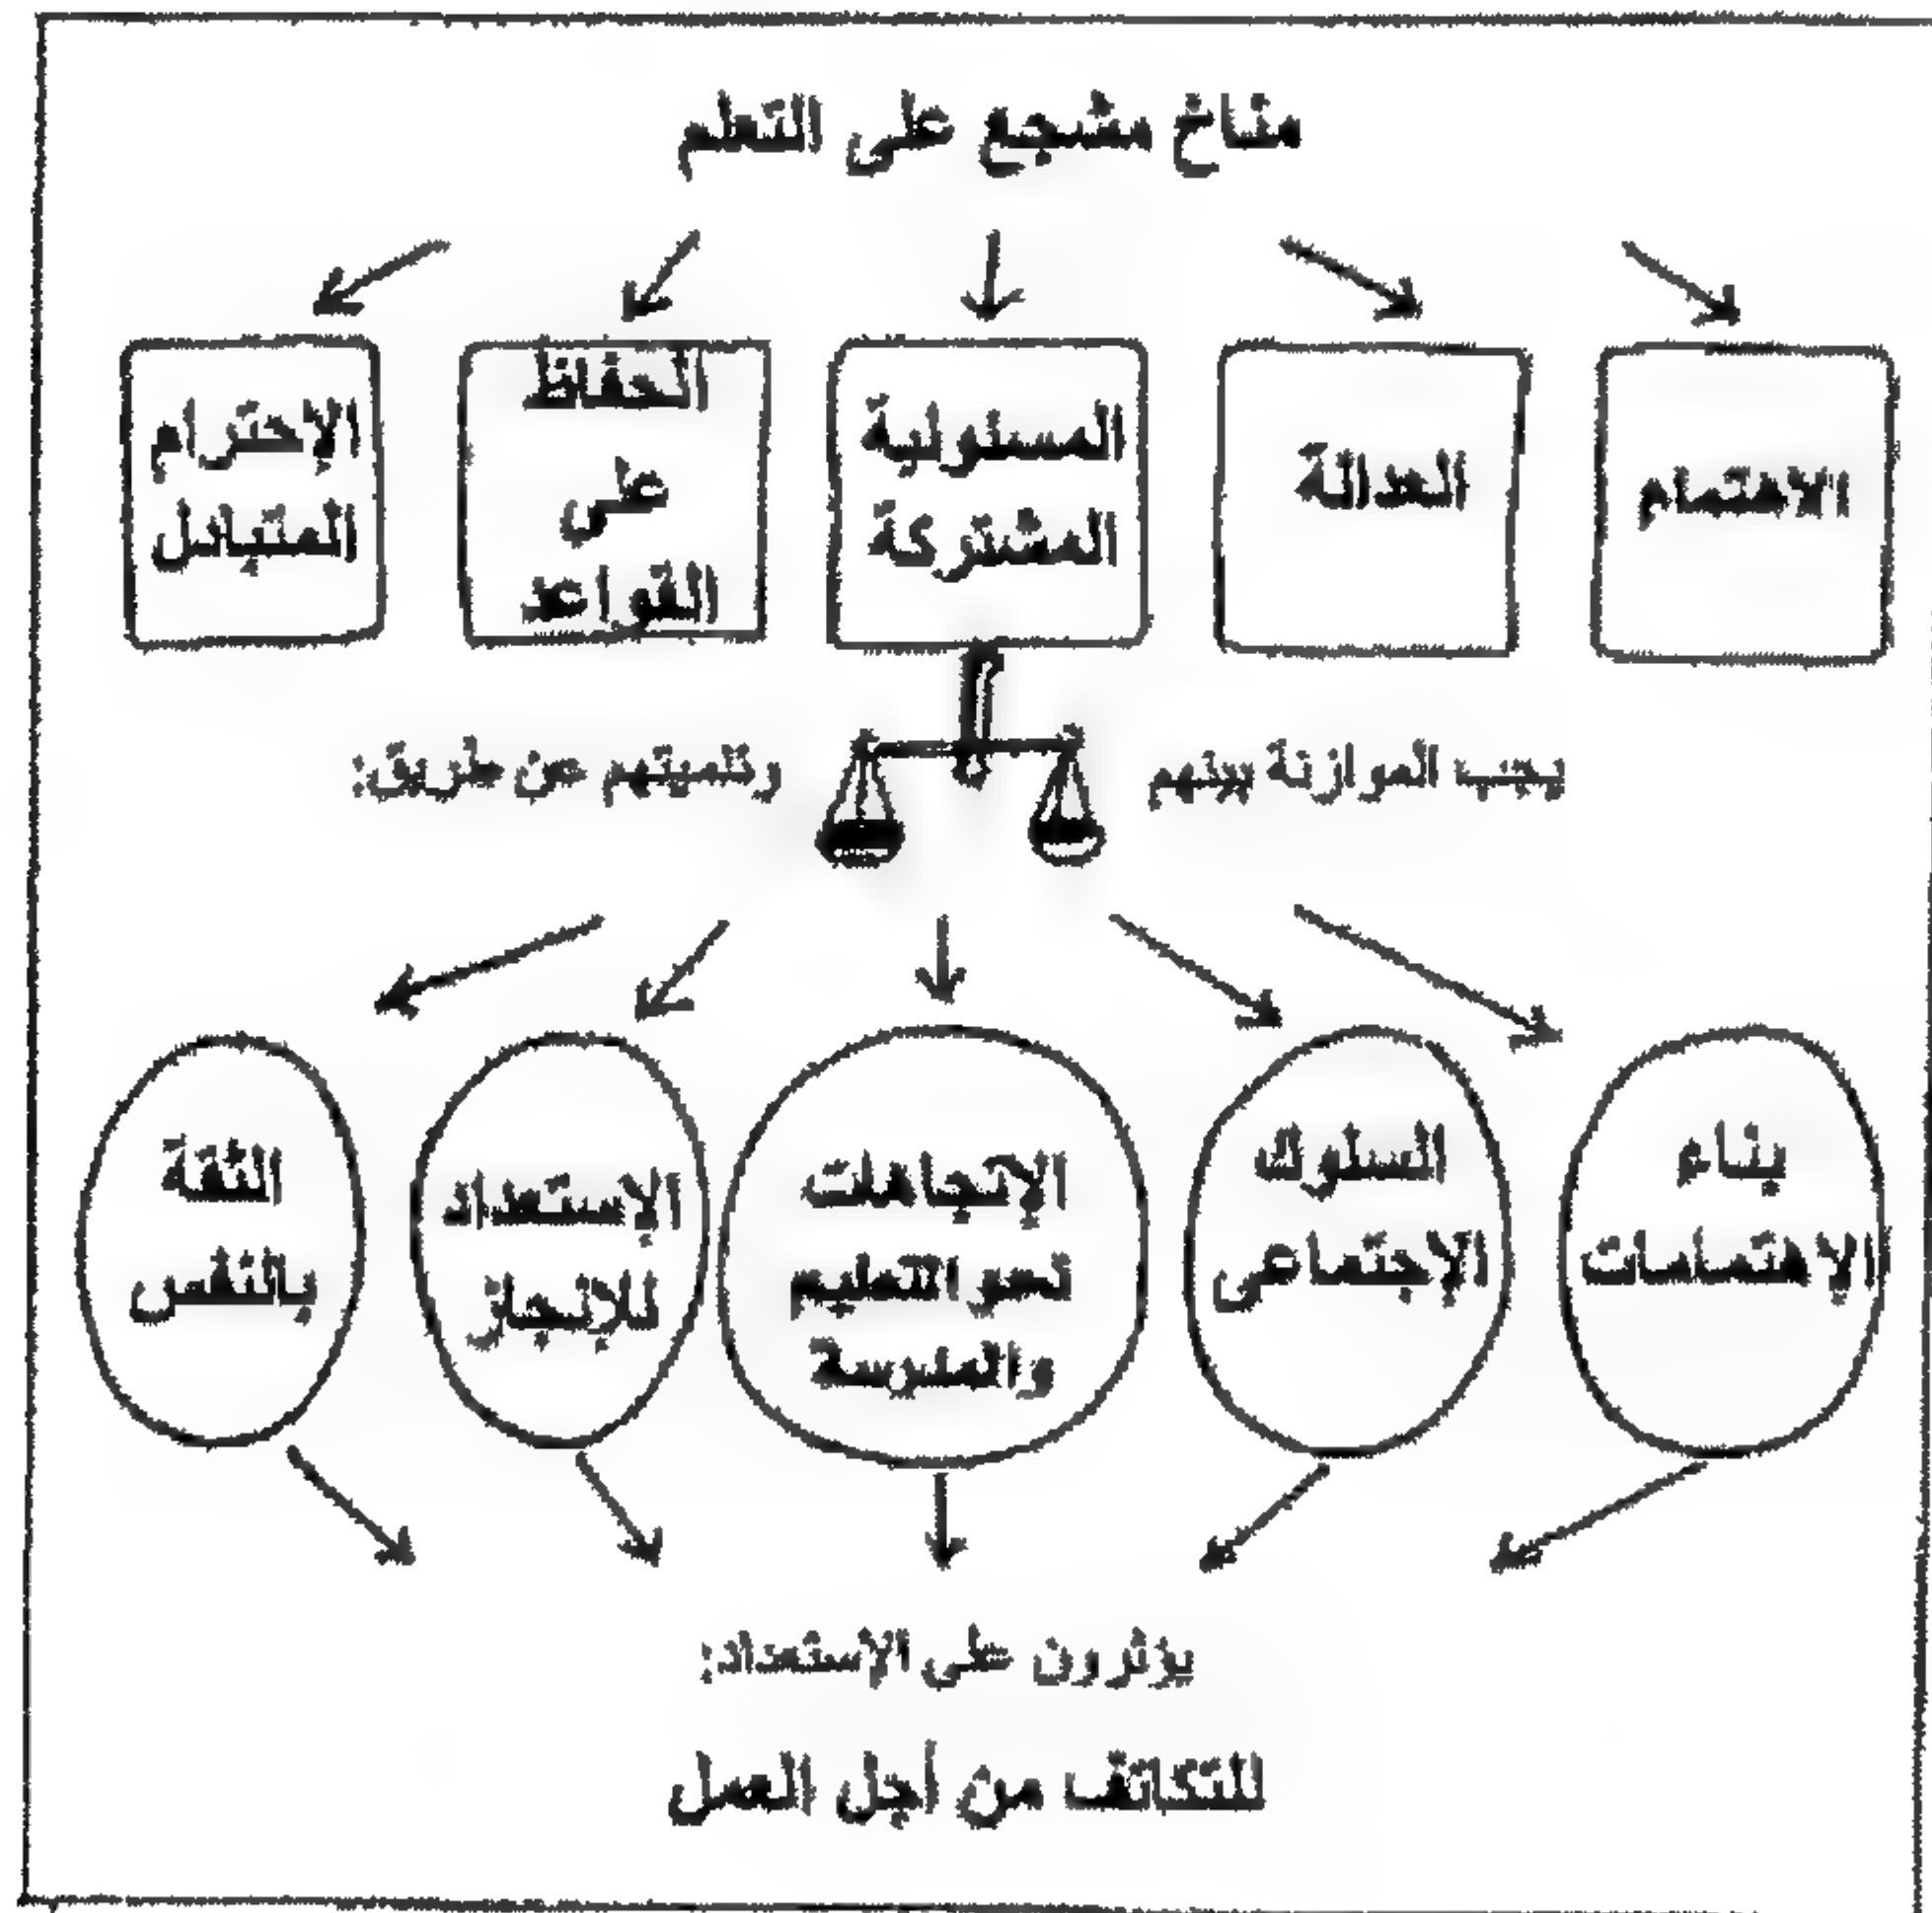 مناخ مشجع على التعلم
الاهتمام
العدالة
المسئولية
المشتركة
الحفاظ
على
القواعد
الإحترام
المتبادل
يجب الموازنة بينهم
وتنميتهم عن طريق:
بناء
الإهتمامات
السلوك
الإجتماعى
الإتجاهات
نحو التعليم
والمدرسة
الإستعداد
للإنجاز
الثقة
بالنفس
يؤثرون على الإستعداد:
للتكاتف من أجل العمل